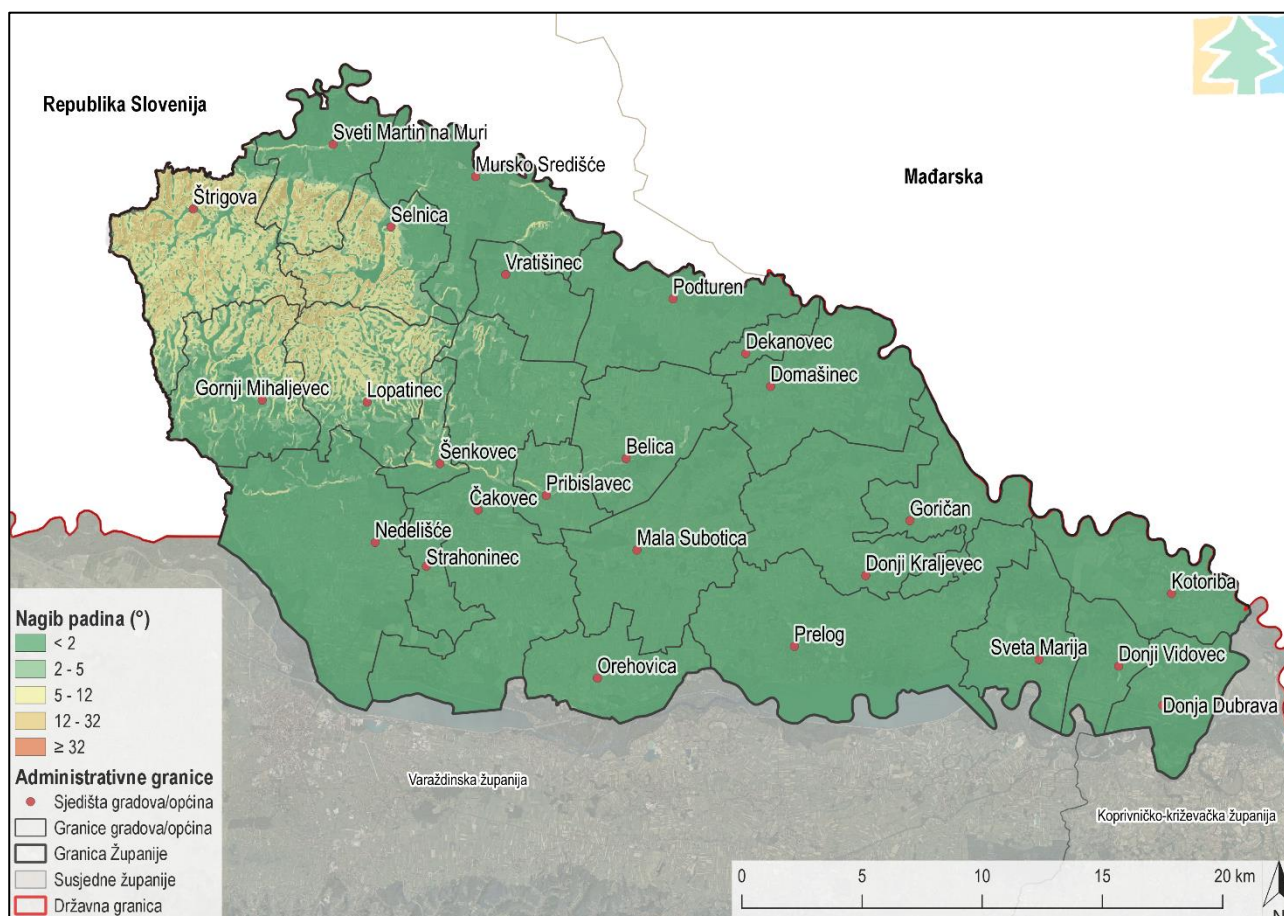 Republika Slovenija
Sveti Martin na Muri
Mursko Središće
Mađarska
Štrigova
Selnica
Vratišinec
Podturen
Dekanovec
Domašinec
Gornji Mihaljevec
Lopatinec
Šenkovec
Belica
Pribislavec
Čakovec
Goričan
Nedelišće
Strahoninec
Mala Subotica
Donji Kraljevec
Kotoriba
Prelog
Sveta Marija
Donji Vidovec
Orehovica
Donja Dubrava
Varaždinska županija
Koprivničko-križevačka županija
Nagib padina (°)
< 2
2 - 5
5 - 12
12 - 32
≥ 32
Administrativne granice
Sjedišta gradova/općina
Granice gradova/općina
Granica Županije
Susjedne županije
Državna granica
0 5 10 15 20 km
N